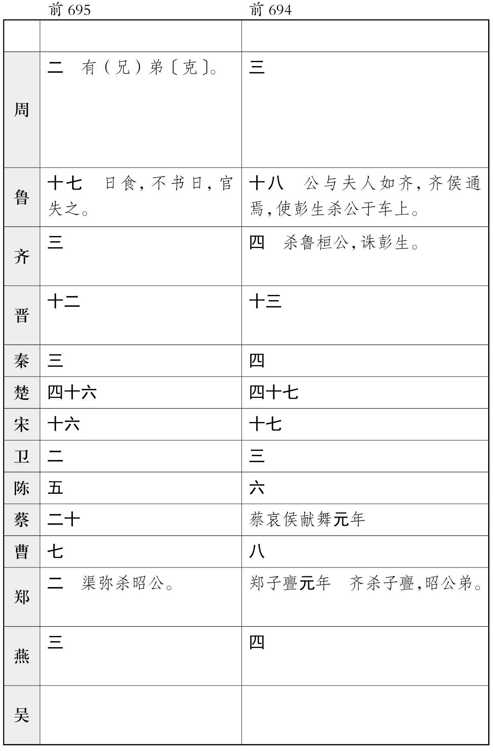 前 695 前 694
周 二 有（兄）弟〔克〕。 三
鲁 十七 日食，不书日，官 十八 公与夫人如齐，齐侯通
失之。 焉，使彭生杀公于车上。
齐 三 四 杀鲁桓公，诛彭生。
晋 十二 十三
秦 三 四
楚 四十六 四十七
宋 十六 十七
卫 二 三
陈 五 六
蔡 二十 蔡哀侯献舞元年
曹 七 八
郑 二 渠弥杀昭公。 郑子亹元年 齐杀子亹，昭公弟。
燕 三 四
吴